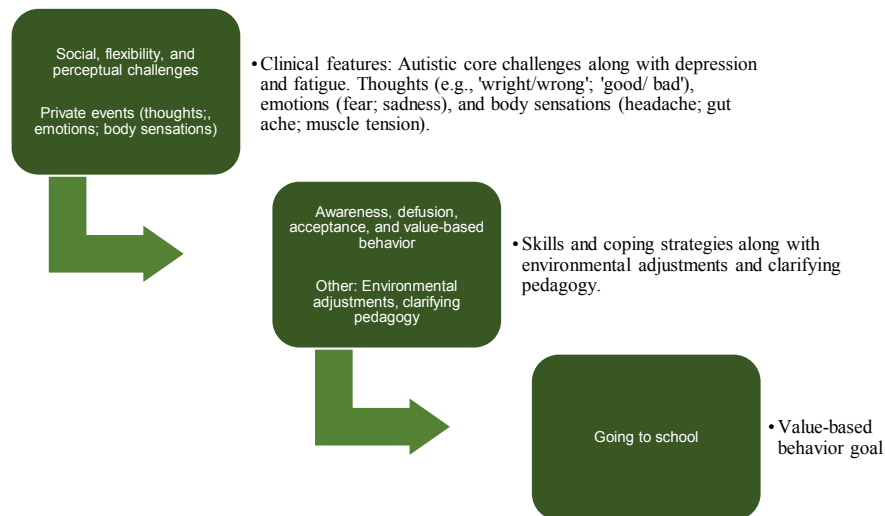 Social, flexibility, and
perceptual challenges
Private events (thoughts;,
emotions; body sensations)
•Clinical features: Autistic core challenges along with depression
and fatigue. Thoughts (e.g., 'wright/wrong'; 'good/ bad'),
emotions (fear; sadness), and body sensations (headache; gut
ache; muscle tension).
Awareness, defusion,
acceptance, and value-based
behavior
Other: Environmental
adjustments, clarifying
pedagogy
•Skills and coping strategies along with
environmental adjustments and clarifying
pedagogy.
Going to school
•Value-based
behavior goal